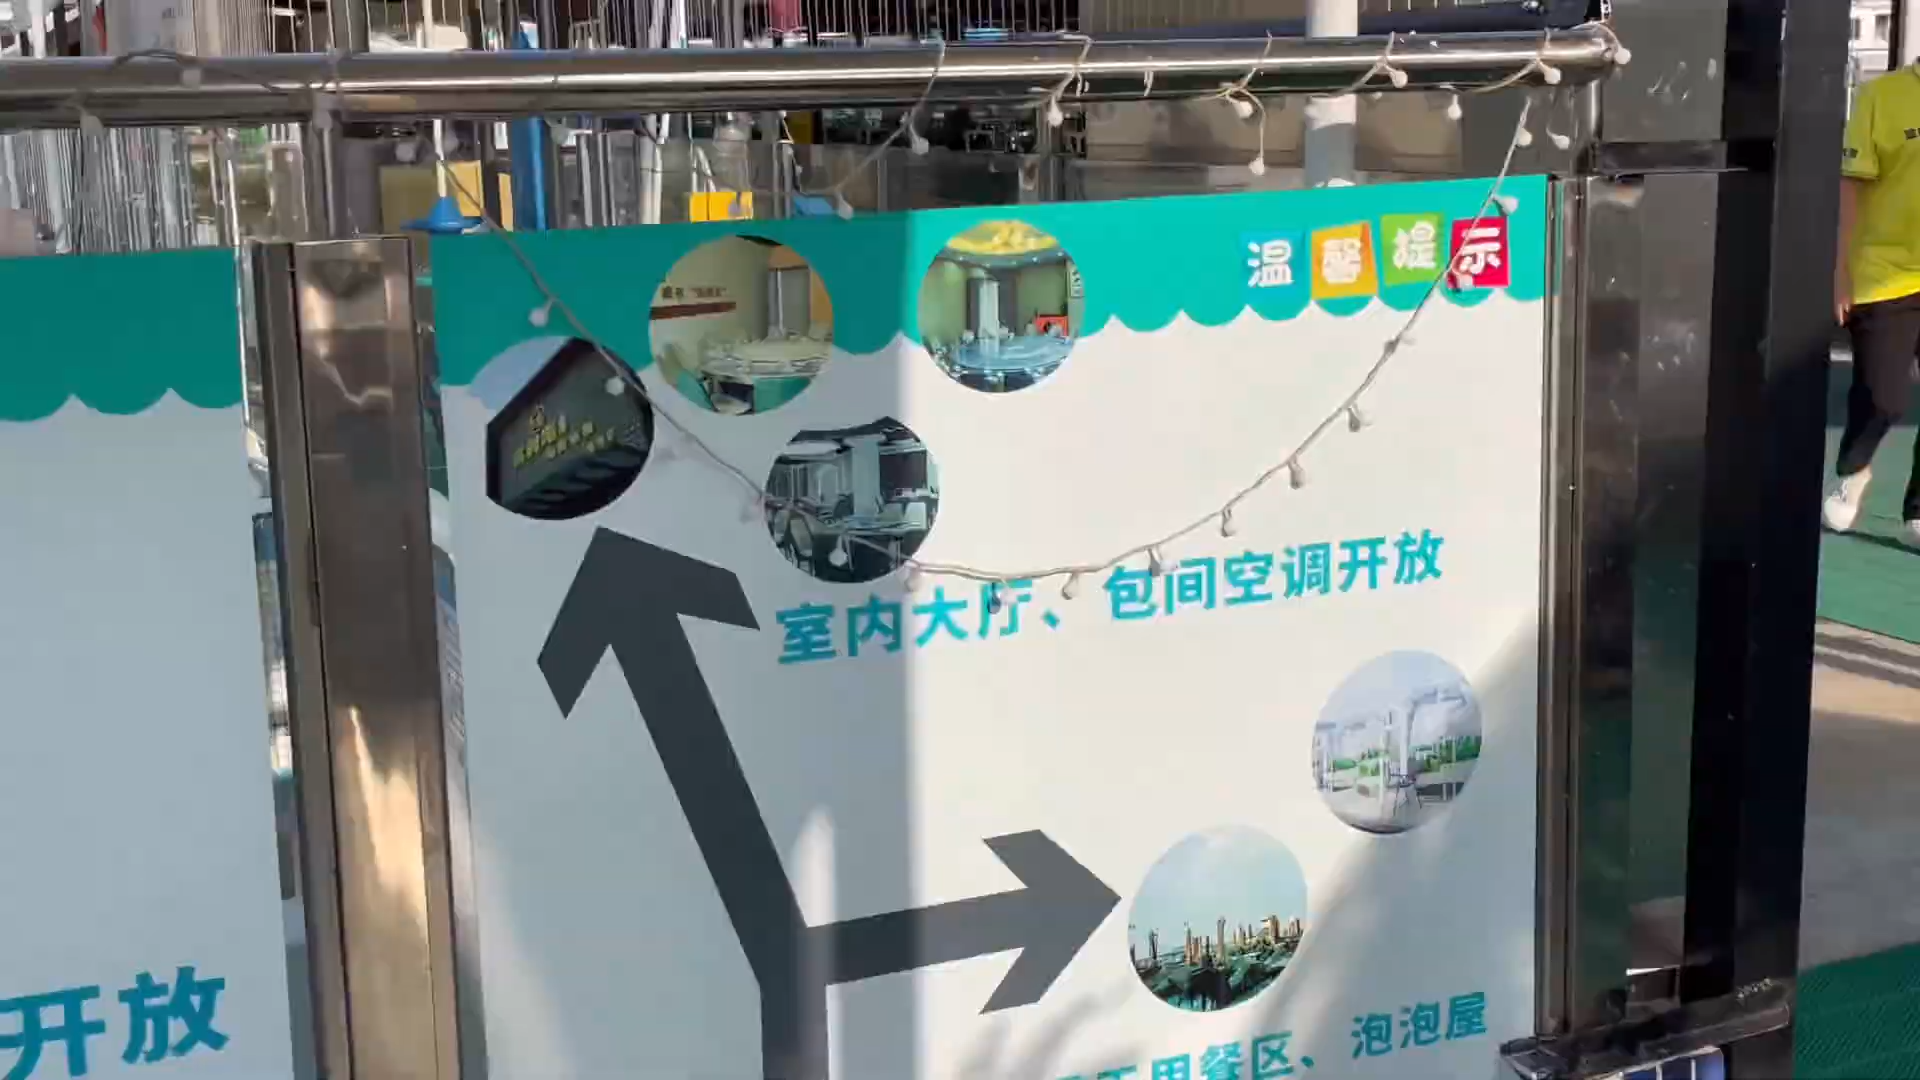 温馨提示
室内大厅、包间空调开放
用餐区、泡泡屋
开放